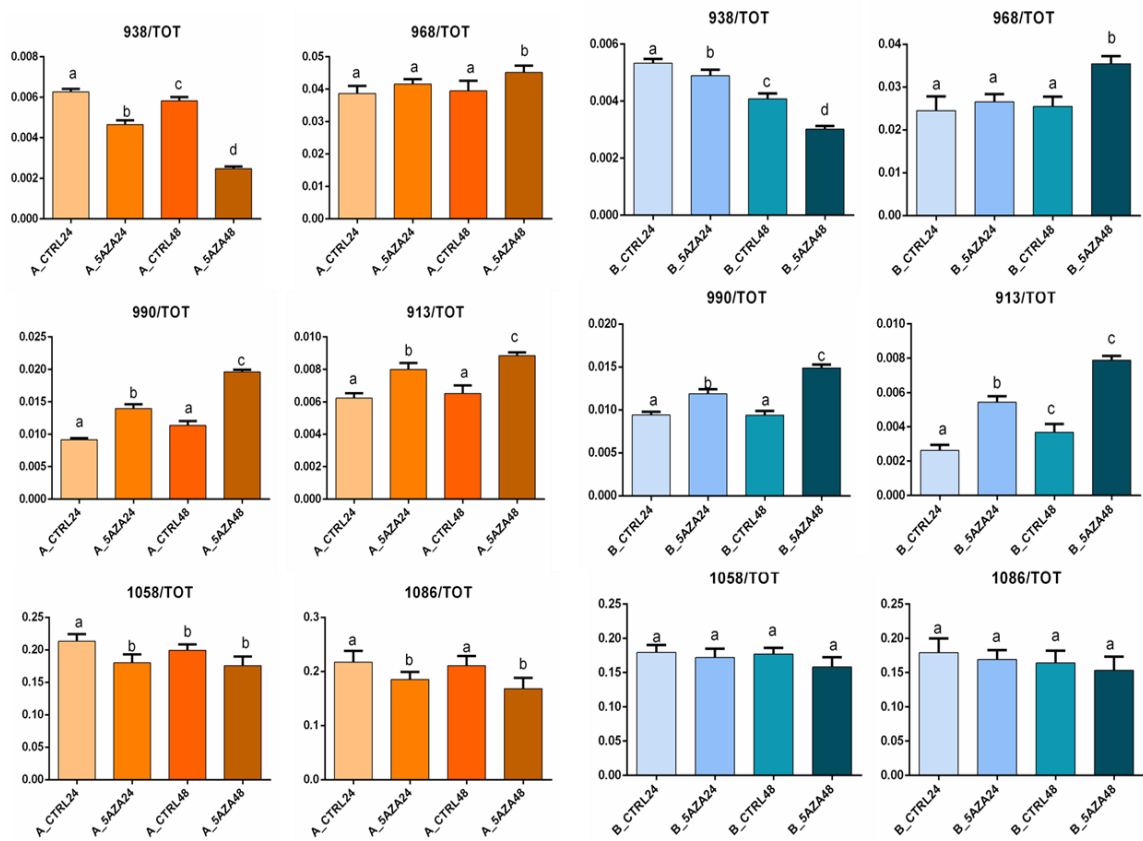 938/TOT
0.008
0.006
0.004
0.002
0.000
a
b
c
d
A_CTRL24
A_5AZA24
A_CTRL48
A_5AZA48
968/TOT
0.05
0.04
0.03
0.02
0.01
0.00
a
a
a
b
A_CTRL24
A_5AZA24
A_CTRL48
A_5AZA48
938/TOT
0.006
0.004
0.002
0.000
a
b
c
d
B_CTRL24
B_5AZA24
B_CTRL48
B_5AZA48
968/TOT
0.04
0.03
0.02
0.01
0.00
a
a
a
b
B_CTRL24
B_5AZA24
B_CTRL48
B_5AZA48
990/TOT
0.025
0.020
0.015
0.010
0.005
0.000
a
b
a
c
A_CTRL24
A_5AZA24
A_CTRL48
A_5AZA48
913/TOT
0.010
0.008
0.006
0.004
0.002
0.000
a
b
a
c
A_CTRL24
A_5AZA24
A_CTRL48
A_5AZA48
990/TOT
0.020
0.015
0.010
0.005
0.000
a
b
a
c
B_CTRL24
B_5AZA24
B_CTRL48
B_5AZA48
913/TOT
0.010
0.008
0.006
0.004
0.002
0.000
a
b
c
c
B_CTRL24
B_5AZA24
B_CTRL48
B_5AZA48
1058/TOT
0.25
0.20
0.15
0.10
0.05
0.00
a
b
b
b
A_CTRL24
A_5AZA24
A_CTRL48
A_5AZA48
1086/TOT
0.3
0.2
0.1
0.0
a
b
a
b
A_CTRL24
A_5AZA24
A_CTRL48
A_5AZA48
1058/TOT
0.25
0.20
0.15
0.10
0.05
0.00
a
a
a
a
B_CTRL24
B_5AZA24
B_CTRL48
B_5AZA48
1086/TOT
0.25
0.20
0.15
0.10
0.05
0.00
a
a
a
a
B_CTRL24
B_5AZA24
B_CTRL48
B_5AZA48